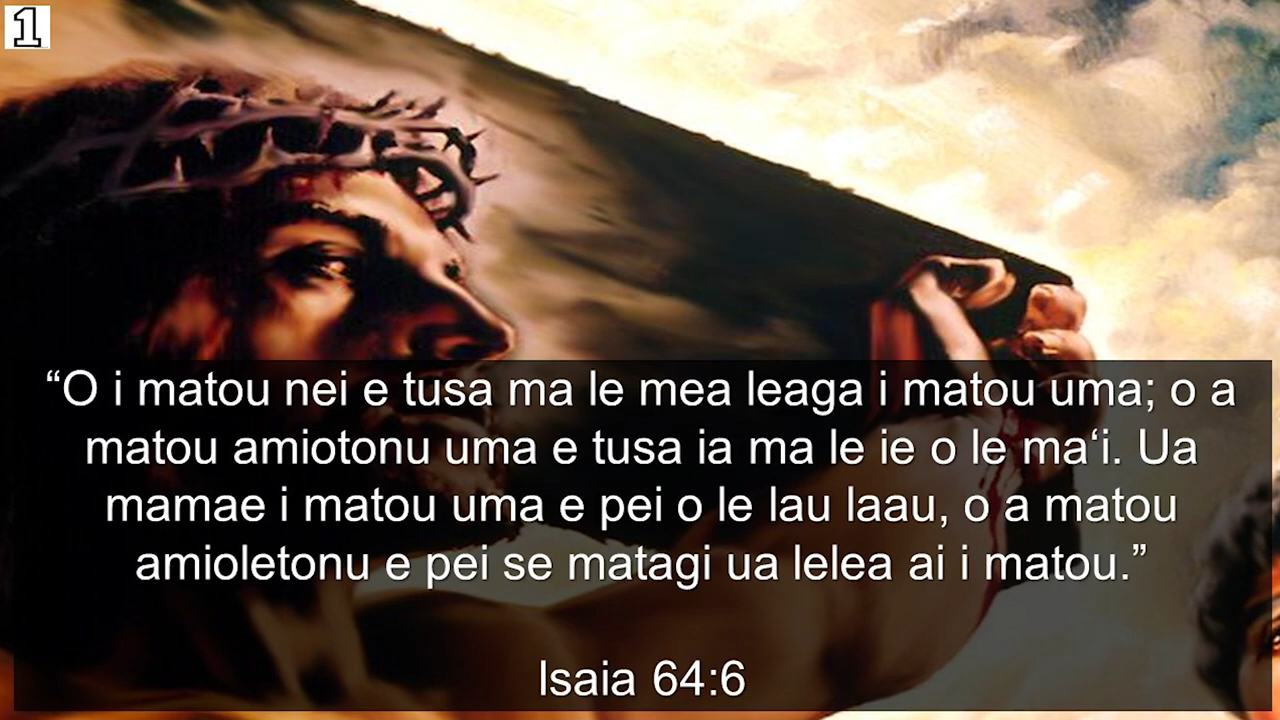 1
“O i matou nei e tusa ma le mea leaga i matou uma; o a
matou amiotonu uma e tusa ia ma le ie o le ma‘i. Ua
mamae i matou uma e pei o le lau laau, o a matou
amioletonu e pei se matagi ua lelea ai i matou.”
Isaia 64:6